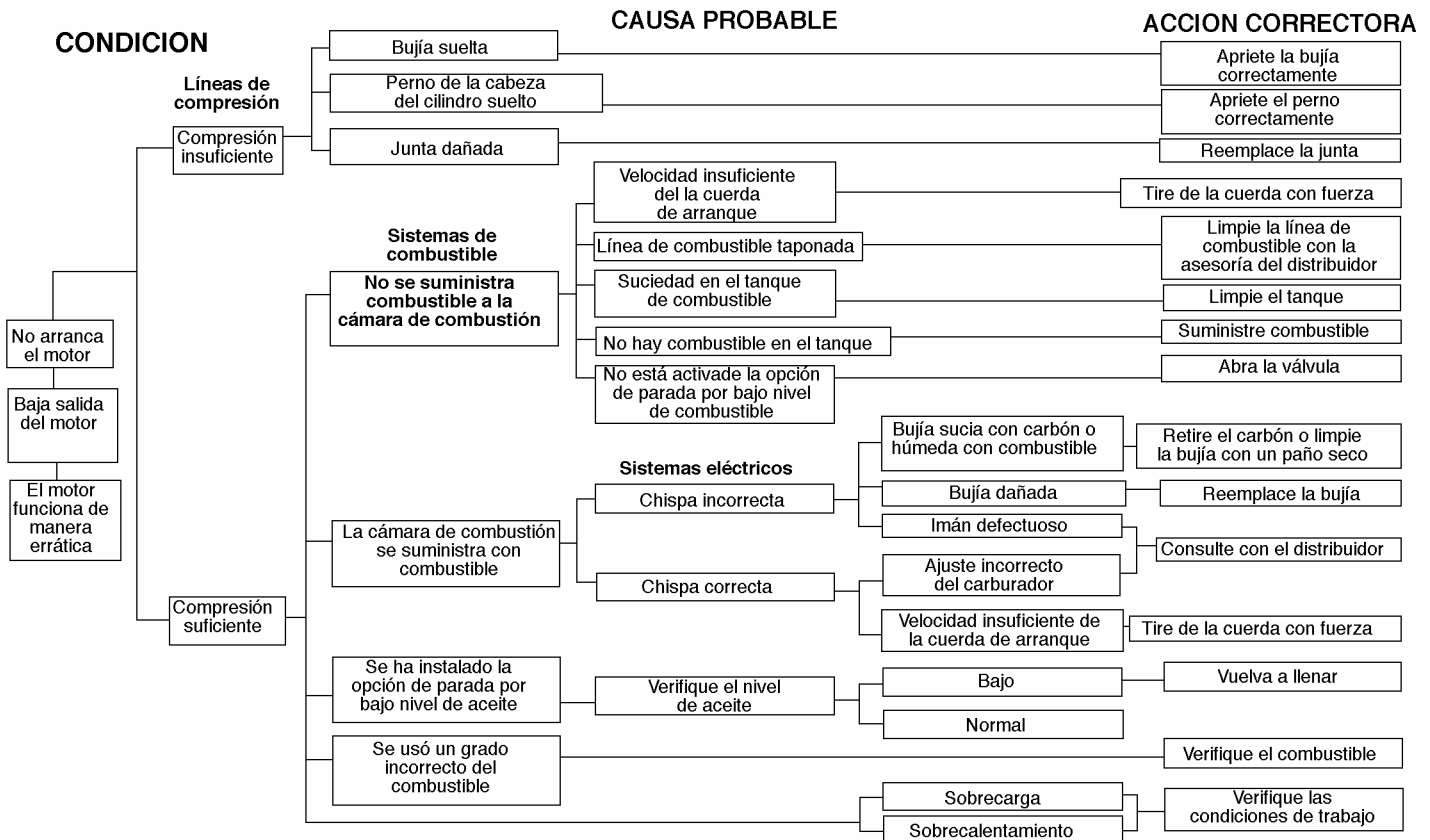 CONDICION
CAUSA PROBABLE
ACCION CORRECTORA
Líneas de
compresión
Compresión
insuficiente
Bujía suelta
Apriete la bujía
correctamente
Perno de la cabeza
del cilindro suelto
Apriete el perno
correctamente
Junta dañada
Reemplace la junta
No arranca
el motor
Baja salida
del motor
El motor
funciona de
manera
errática
Compresión
suficiente
Sistemas de
combustible
No se suministra
combustible a la
cámara de combustión
Velocidad insuficiente
del la cuerda
de arranque
Tire de la cuerda con fuerza
Línea de combustible taponada
Limpie la línea de
combustible con la
asesoría del distribuidor
Suciedad en el tanque
de combustible
Limpie el tanque
No hay combustible en el tanque
Suministre combustible
No está activade la opción
de parada por bajo nivel
de combustible
Abra la válvula
La cámara de combustión
se suministra con
combustible
Sistemas eléctricos
Chispa incorrecta
Bujía sucia con carbón o
húmeda con combustible
Retire el carbón o limpie
la bujía con un paño seco
Bujía dañada
Reemplace la bujía
Imán defectuoso
Consulte con el distribuidor
Chispa correcta
Ajuste incorrecto
del carburador
Velocidad insuficiente de
la cuerda de arranque
Tire de la cuerda con fuerza
Se ha instalado la
opción de parada por
bajo nivel de aceite
Verifique el nivel
de aceite
Bajo
Vuelva a llenar
Normal
Se usó un grado
incorrecto del
combustible
Verifique el combustible
Sobrecarga
Sobrecalentamiento
Verifique las
condiciones de trabajo